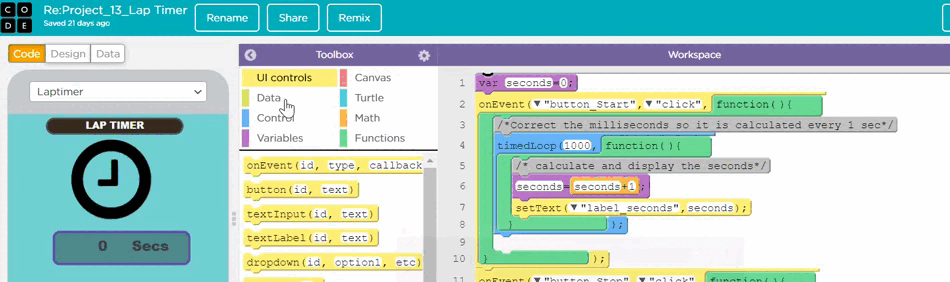 CO
DE
Re:Project_13_Lap Timer
Saved 21 days ago
Rename
Share
Remix
Code Design Data
Toolbox
Workspace
Laptimer
LAP TIMER
0 Secs
UI controls
Canvas
Data
Turtle
Control
Math
Variables
Functions
onEvent(id, type, callback
button(id, text)
textInput(id, text)
textLabel(id, text)
dropdown(id, option1, etc)
1 var seconds=0;
2 onEvent(▼"button_Start",▼"click", function(){
3 /*Correct the milliseconds so it is calculated every 1 sec*/
4 timedLoop(1000, function(){
5 /* calculate and display the seconds*/
6 seconds=seconds+1;
7 setText(▼"label_seconds",seconds);
8 } );
9
10 } );
11 onEvent(▼"button_Stop",▼"click", function(){